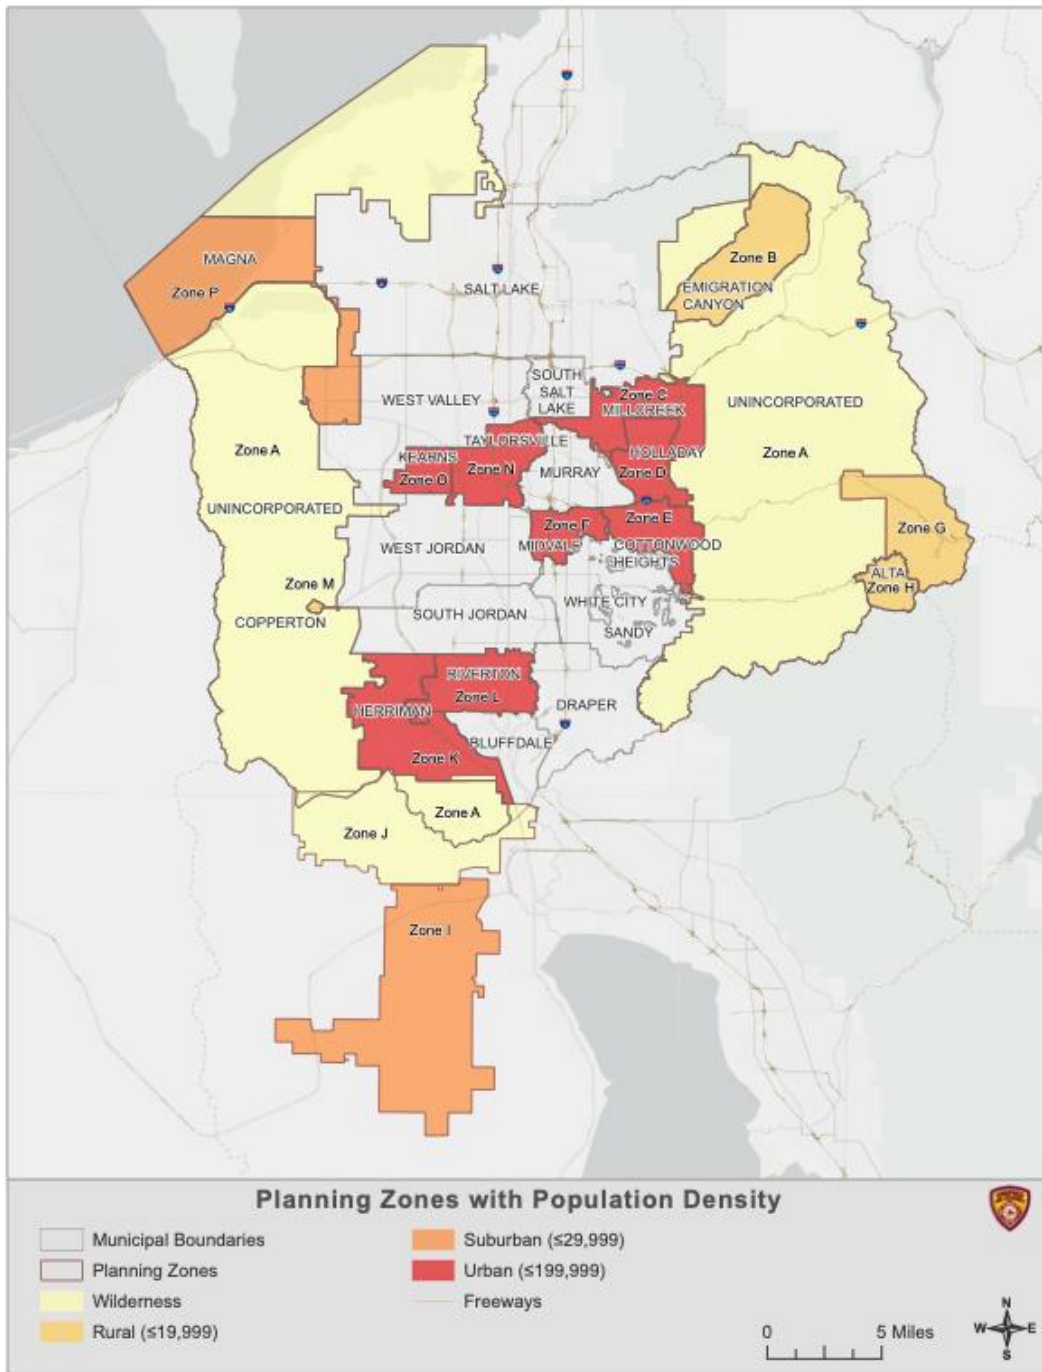 MAGNA
Zone P
SALT LAKE
Zone B
EMIGRATION
CANYON
SOUTH
SALT
LAKE
WEST VALLEY
Zone C
MILLCREEK
UNINCORPORATED
TAYLORSVILLE
HOLLADAY
Zone A
Zone A
KEARNS
Zone N
Zone O
MURRAY
Zone D
UNINCORPORATED
Zone F
Zone E
Zone G
WEST JORDAN
MIDVALE
COTTONWOOD
HEIGHTS
ALTA
Zone H
Zone M
COPPERTON
SOUTH JORDAN
WHITE CITY
SANDY
RIVERTON
Zone L
HERRIMAN
DRAPER
BLUFFDALE
Zone K
Zone A
Zone J
Zone I
Planning Zones with Population Density
Municipal Boundaries
Planning Zones
Wilderness
Rural (≤19,999)
Suburban (≤29,999)
Urban (≤199,999)
Freeways
0 5 Miles
N
W E
S